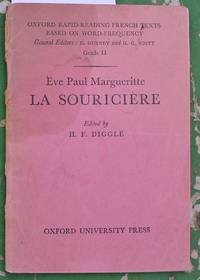 OXFORD RAPID-READING FRENCH TEXTS
BASED ON WORD-FREQUENCY
General Editors: D. GURNEY and G. C. SCOTT
Grade II
Eve Paul Margueritte
LA SOURICIÈRE
Edited by
H. F. DIGGLE
OXFORD UNIVERSITY PRESS